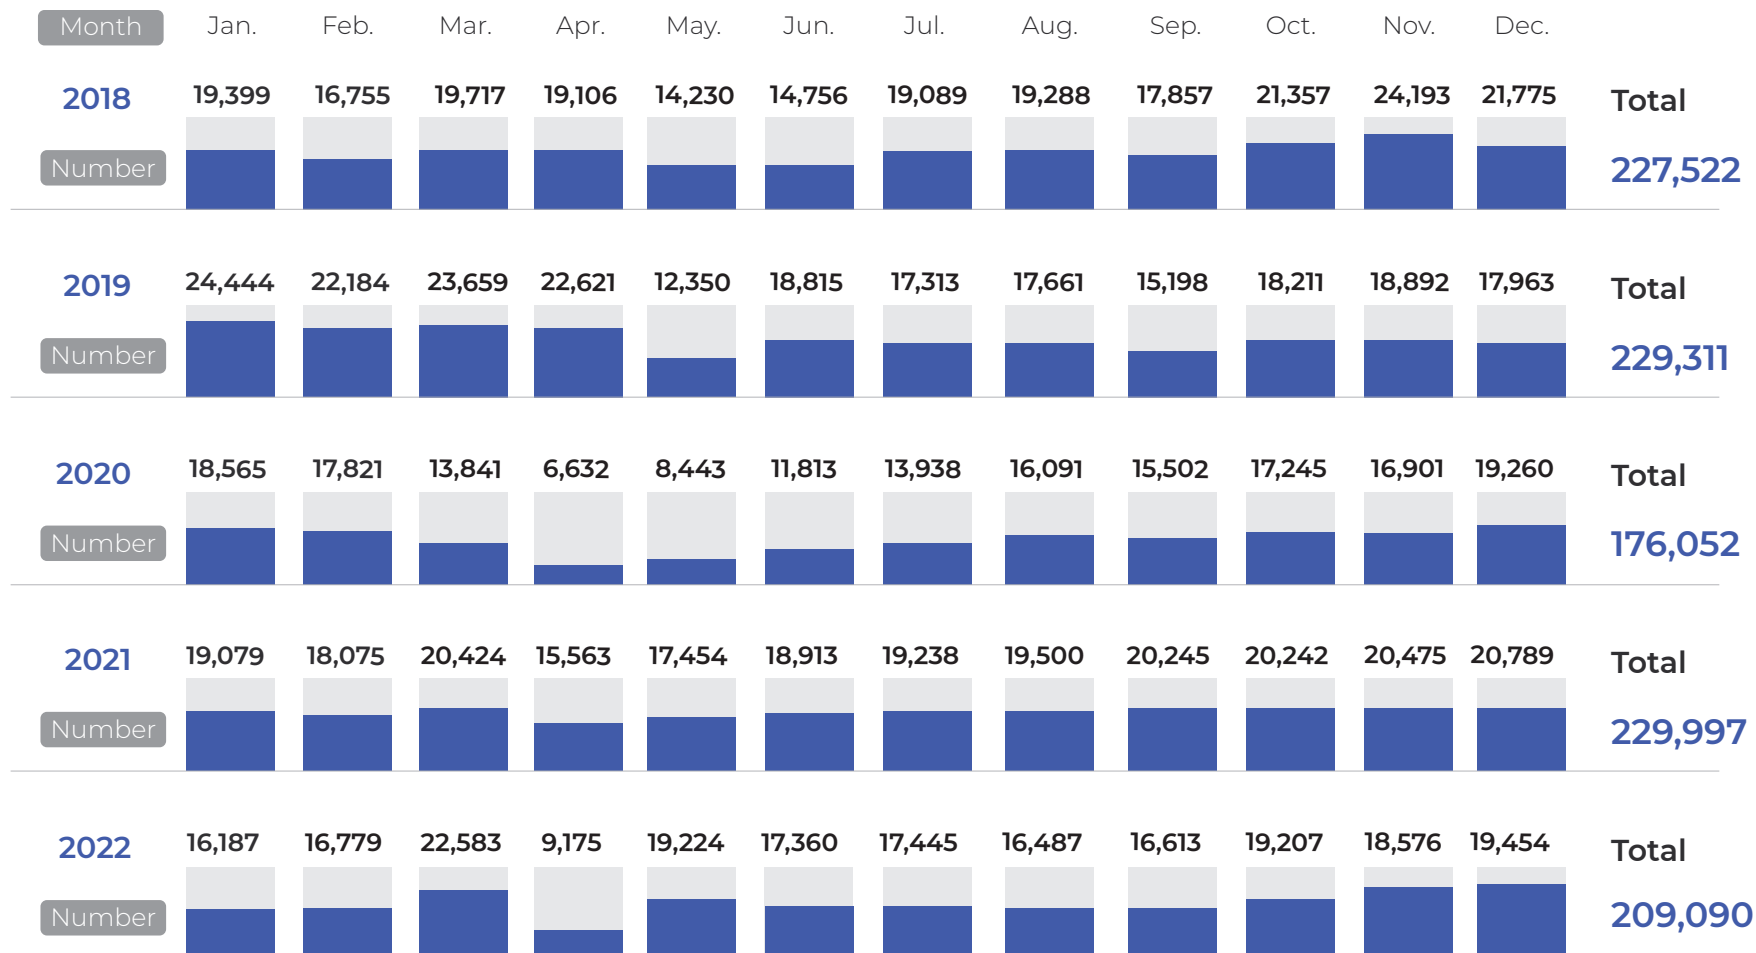 Month Jan. Feb. Mar. Apr. May. Jun. Jul. Aug. Sep. Oct. Nov. Dec.
2018 19,399 16,755 19,717 19,106 14,230 14,756 19,089 19,288 17,857 21,357 24,193 21,775 Total
Number 227,522
2019 24,444 22,184 23,659 22,621 12,350 18,815 17,313 17,661 15,198 18,211 18,892 17,963 Total
Number 229,311
2020 18,565 17,821 13,841 6,632 8,443 11,813 13,938 16,091 15,502 17,245 16,901 19,260 Total
Number 176,052
2021 19,079 18,075 20,424 15,563 17,454 18,913 19,238 19,500 20,245 20,242 20,475 20,789 Total
Number 229,997
2022 16,187 16,779 22,583 9,175 19,224 17,360 17,445 16,487 16,613 19,207 18,576 19,454 Total
Number 209,090